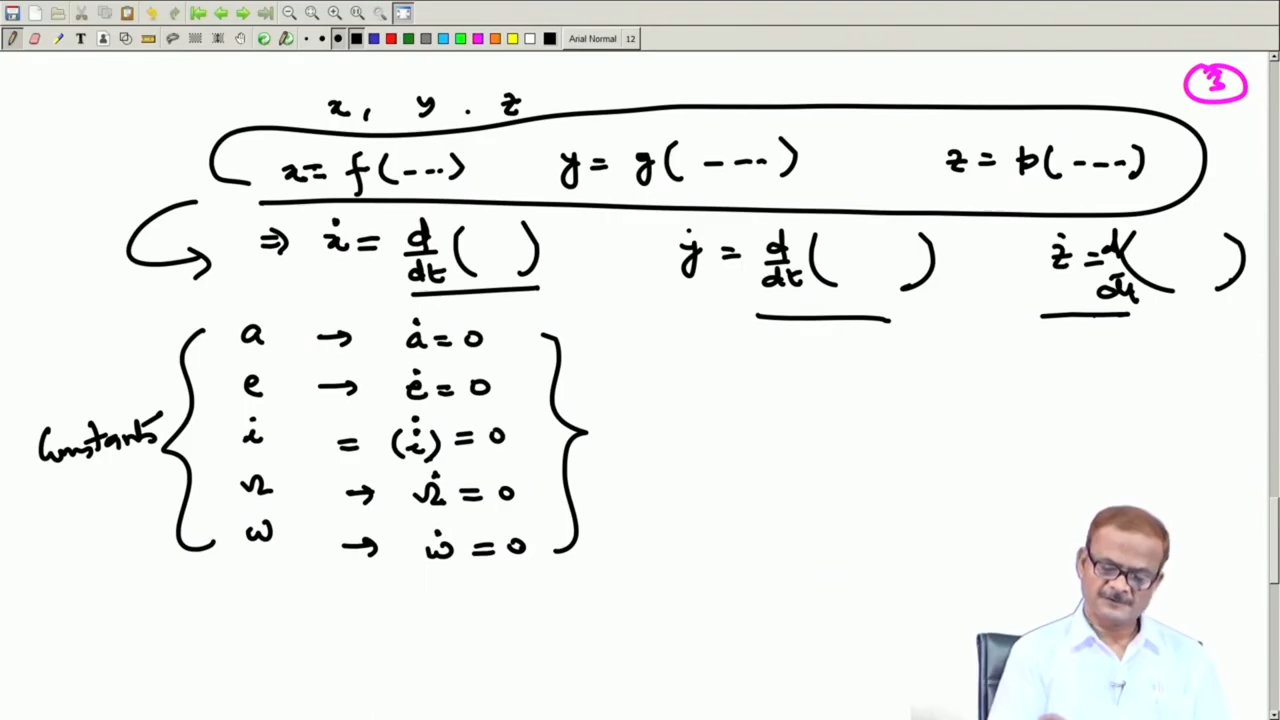 Arial Normal 12
3
x, y . z
x = f(---) y = g( ---- ) z = p( ---- )
⇒ ẋ = d/dt ( ) ẏ = d/dt ( ) ż = d/dt ( )
a → ȧ = 0
e → ė = 0
Constants i = (i̇) = 0
Ω → Ω̇ = 0
ω → ω̇ = 0